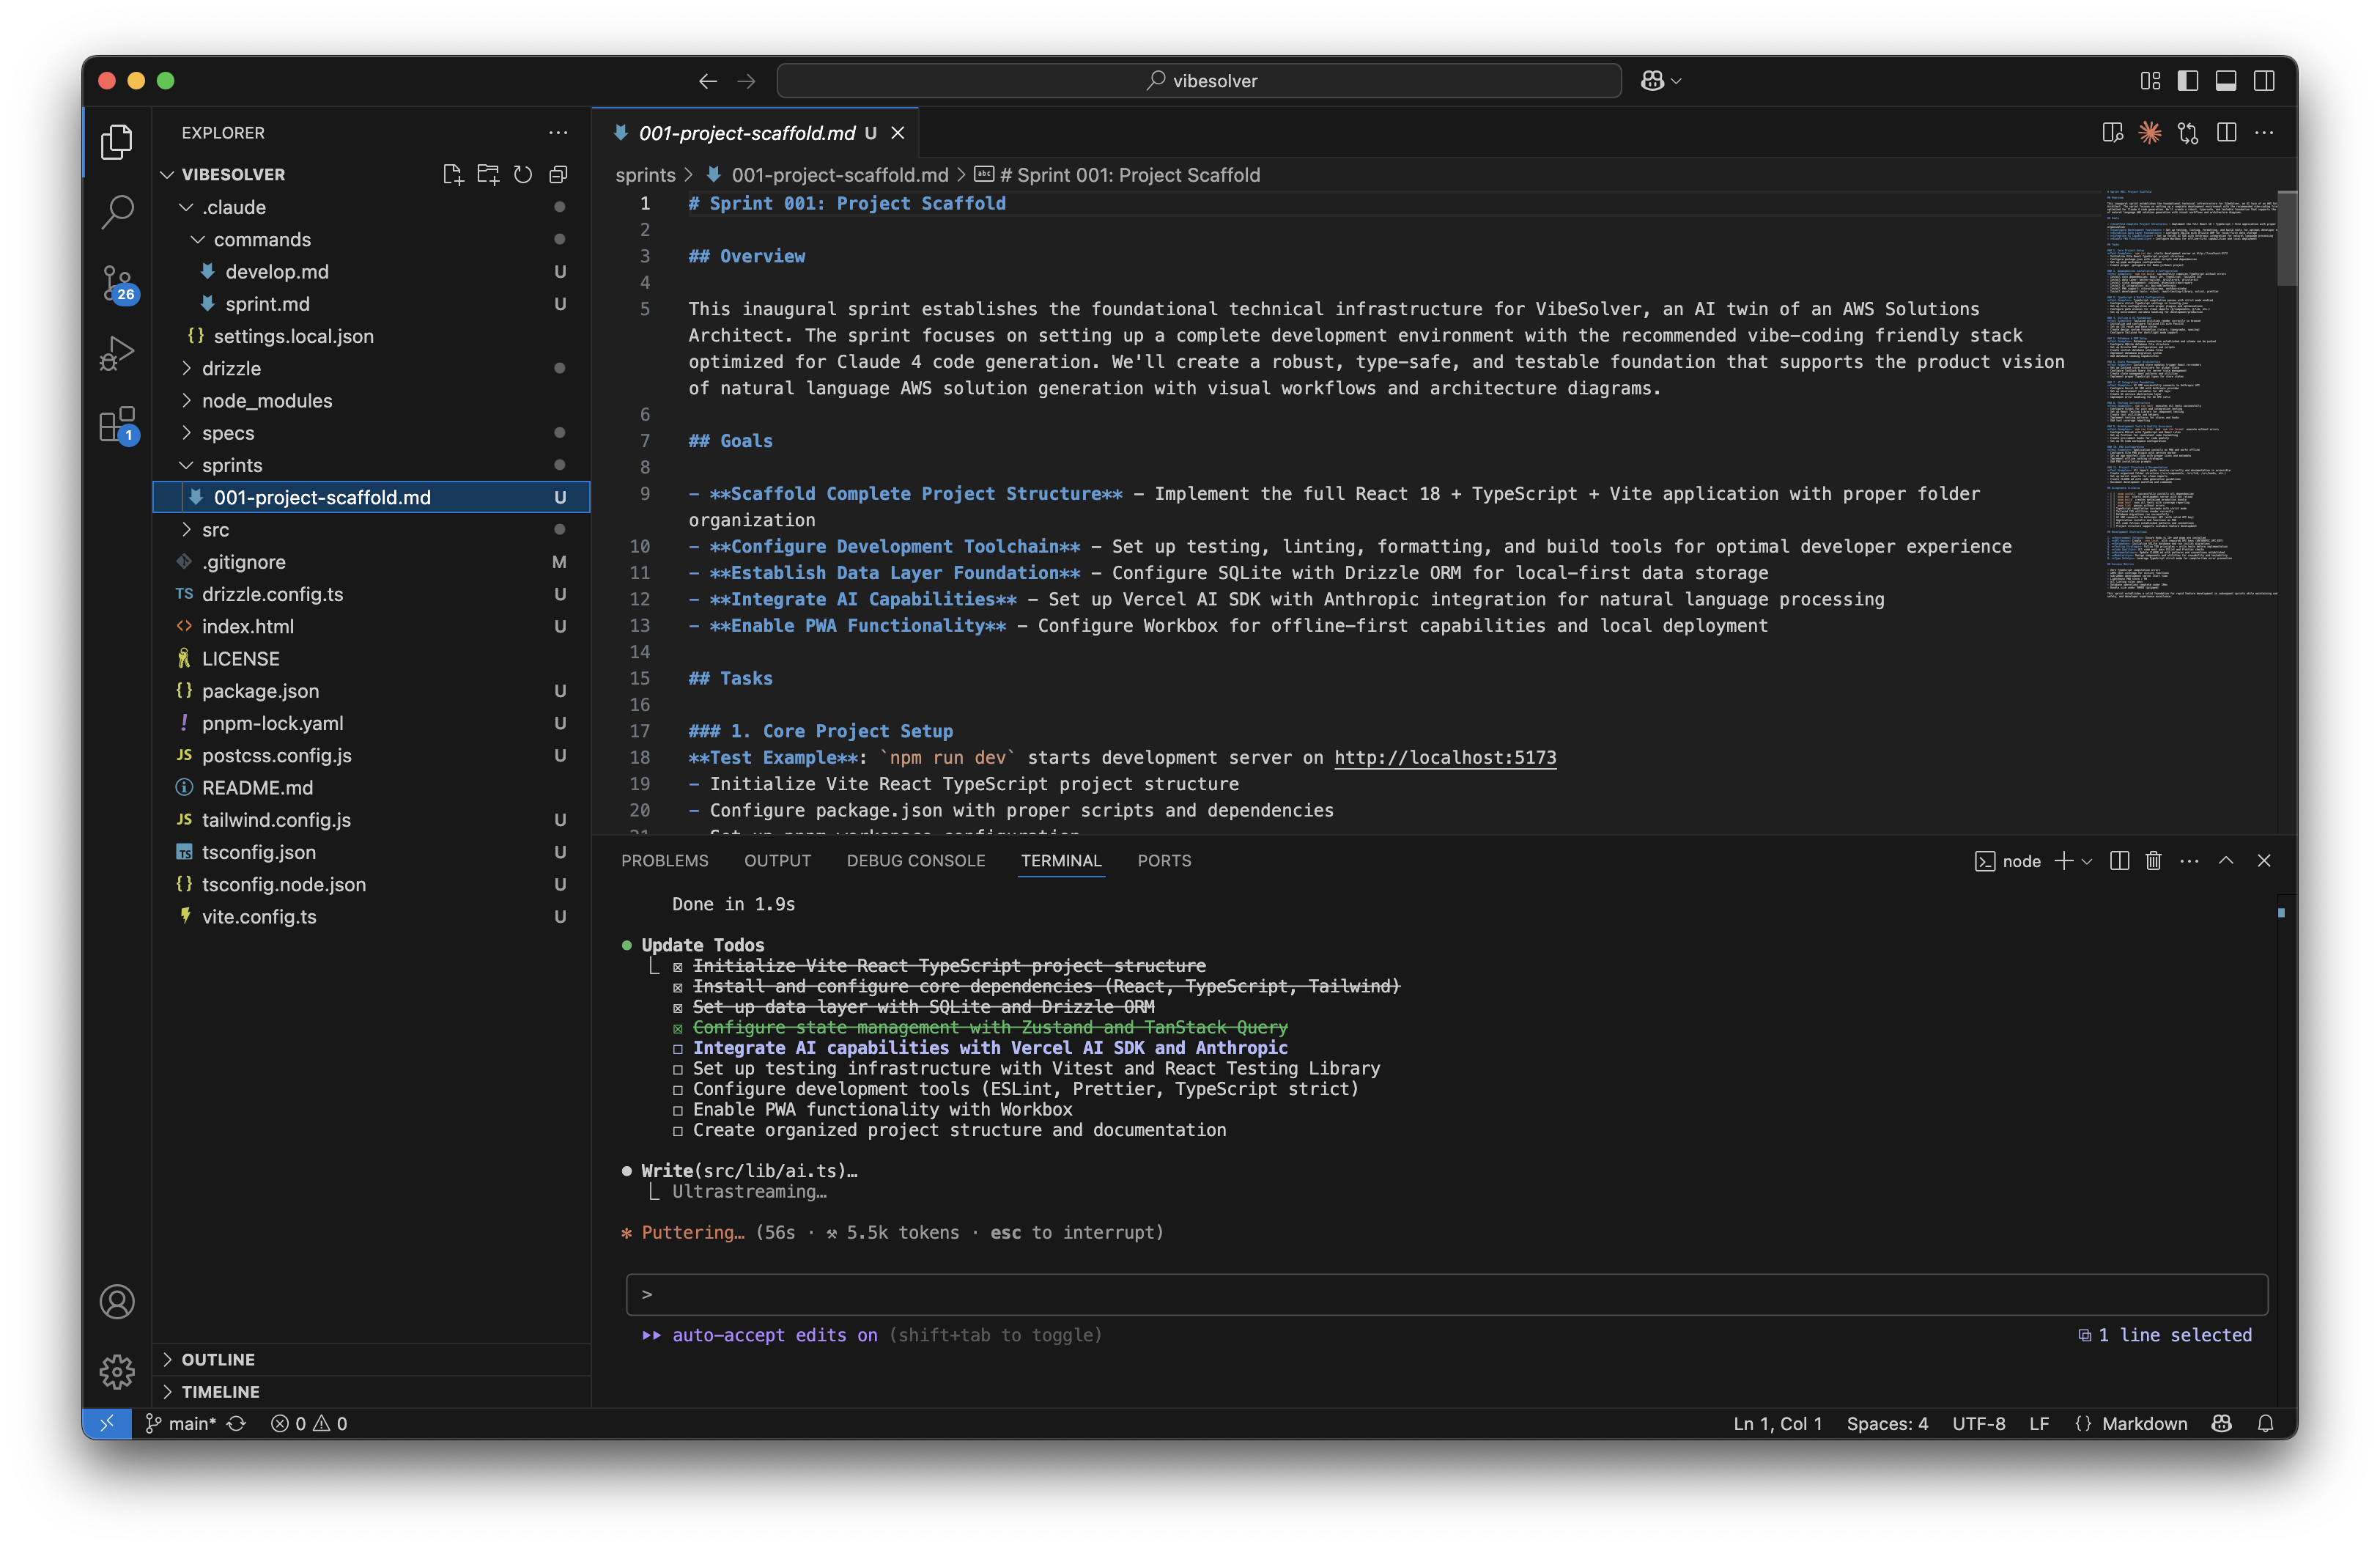 vibesolver
EXPLORER
VIBESOLVER
.claude
commands
develop.md U
sprint.md U
{} settings.local.json
drizzle
node_modules
specs
sprints
001-project-scaffold.md U
src
.gitignore M
TS drizzle.config.ts U
<> index.html U
LICENSE
{} package.json U
! pnpm-lock.yaml U
JS postcss.config.js U
README.md
JS tailwind.config.js U
TS tsconfig.json U
{} tsconfig.node.json U
vite.config.ts U
OUTLINE
TIMELINE
26
1
001-project-scaffold.md U
sprints > 001-project-scaffold.md > abc # Sprint 001: Project Scaffold
1 # Sprint 001: Project Scaffold
2
3 ## Overview
4
5 This inaugural sprint establishes the foundational technical infrastructure for VibeSolver, an AI twin of an AWS Solutions
Architect. The sprint focuses on setting up a complete development environment with the recommended vibe-coding friendly stack
optimized for Claude 4 code generation. We'll create a robust, type-safe, and testable foundation that supports the product vision
of natural language AWS solution generation with visual workflows and architecture diagrams.
6
7 ## Goals
8
9 - **Scaffold Complete Project Structure** - Implement the full React 18 + TypeScript + Vite application with proper folder
organization
10 - **Configure Development Toolchain** - Set up testing, linting, formatting, and build tools for optimal developer experience
11 - **Establish Data Layer Foundation** - Configure SQLite with Drizzle ORM for local-first data storage
12 - **Integrate AI Capabilities** - Set up Vercel AI SDK with Anthropic integration for natural language processing
13 - **Enable PWA Functionality** - Configure Workbox for offline-first capabilities and local deployment
14
15 ## Tasks
16
17 ### 1. Core Project Setup
18 **Test Example**: `npm run dev` starts development server on http://localhost:5173
19 - Initialize Vite React TypeScript project structure
20 - Configure package.json with proper scripts and dependencies
21 - Set up pnpm workspace configuration
PROBLEMS OUTPUT DEBUG CONSOLE TERMINAL PORTS
node
Done in 1.9s
Update Todos
Initialize Vite React TypeScript project structure
Install and configure core dependencies (React, TypeScript, Tailwind)
Set up data layer with SQLite and Drizzle ORM
Configure state management with Zustand and TanStack Query
Integrate AI capabilities with Vercel AI SDK and Anthropic
Set up testing infrastructure with Vitest and React Testing Library
Configure development tools (ESLint, Prettier, TypeScript strict)
Enable PWA functionality with Workbox
Create organized project structure and documentation
Write(src/lib/ai.ts)…
Ultrastreaming…
Puttering… (56s · 5.5k tokens · esc to interrupt)
>
auto-accept edits on (shift+tab to toggle)
1 line selected
main* 0 0
Ln 1, Col 1 Spaces: 4 UTF-8 LF {} Markdown